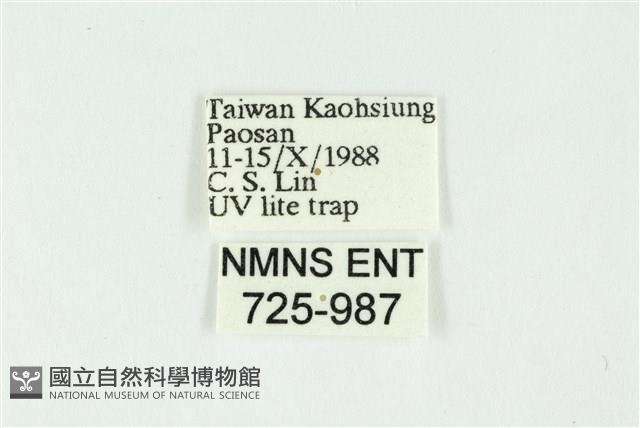 Taiwan Kaohsiung
Paosan
11-15/X/1988
C. S. Lin
UV lite trap
NMNS ENT
725-987
國立自然科學博物館
NATIONAL MUSEUM OF NATURAL SCIENCE